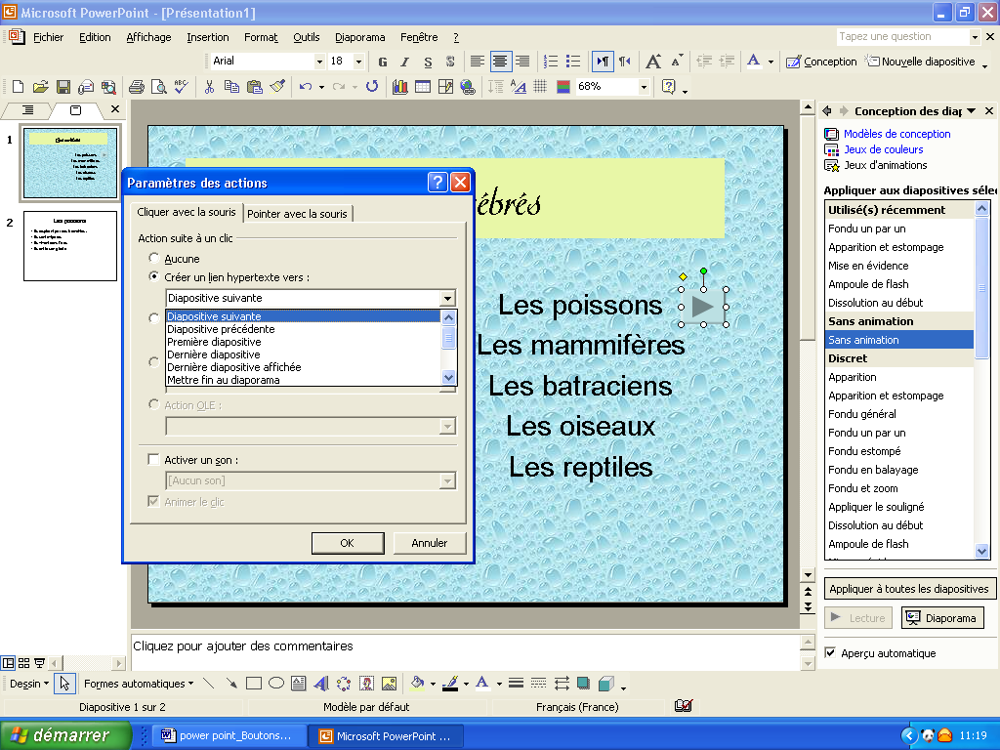 Microsoft PowerPoint - [Présentation1]
Fichier Edition Affichage Insertion Format Outils Diaporama Fenêtre ?
Tapez une question
Arial 18 G I S S Conception Nouvelle diapositive
68%
1
2
Les poissons
Conception des diap
Modèles de conception
Jeux de couleurs
Jeux d'animations
Appliquer aux diapositives séle
Utilisé(s) récemment
Fondu un par un
Apparition et estompage
Mise en évidence
Ampoule de flash
Dissolution au début
Sans animation
Sans animation
Discret
Apparition
Apparition et estompage
Fondu général
Fondu un par un
Fondu estompé
Fondu en balayage
Fondu et zoom
Appliquer le souligné
Dissolution au début
Ampoule de flash
Appliquer à toutes les diapositives
Lecture Diaporama
Aperçu automatique
ébrés
Les poissons
Les mammifères
Les batraciens
Les oiseaux
Les reptiles
Paramètres des actions
Cliquer avec la souris Pointer avec la souris
Action suite à un clic
Aucune
Créer un lien hypertexte vers :
Diapositive suivante
Diapositive suivante
Diapositive précédente
Première diapositive
Dernière diapositive
Dernière diapositive affichée
Mettre fin au diaporama
Action OLE :
Activer un son :
[Aucun son]
Animer le clic
OK Annuler
Cliquez pour ajouter des commentaires
Dessin Formes automatiques
Diapositive 1 sur 2 Modèle par défaut Français (France)
démarrer power point_Boutons... Microsoft PowerPoint ... 11:19